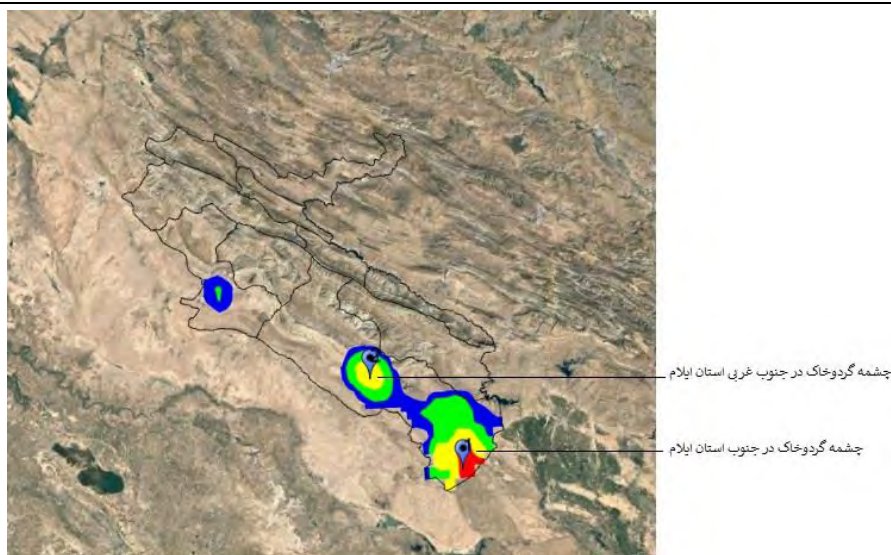 چشمه گردوخاک در جنوب غربی استان ایلام
چشمه گردوخاک در جنوب استان ایلام